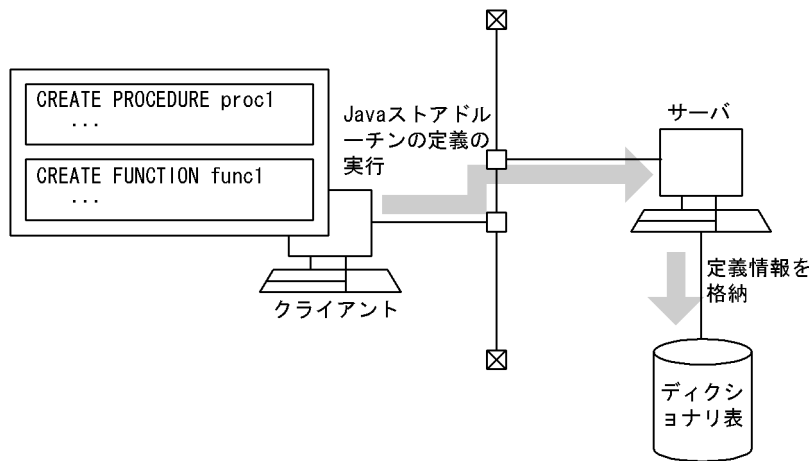 CREATE PROCEDURE proc1
...
CREATE FUNCTION func1
...
Javaストアドル
ーチンの定義の
実行
クライアント
サーバ
定義情報を
格納
ディクシ
ョナリ表